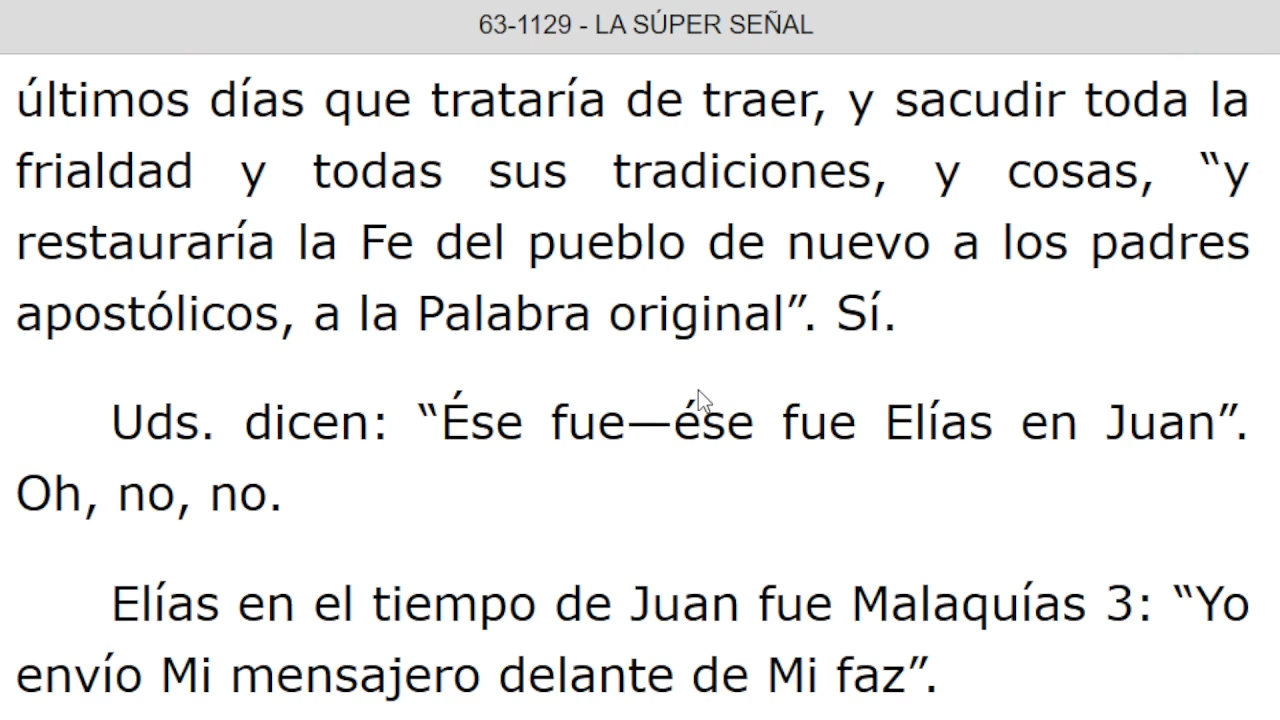 63-1129 - LA SÚPER SEÑAL
últimos días que trataría de traer, y sacudir toda la
frialdad y todas sus tradiciones, y cosas, “y
restauraría la Fe del pueblo de nuevo a los padres
apostólicos, a la Palabra original”. Sí.
Uds. dicen: “Ése fue—ése fue Elías en Juan”.
Oh, no, no.
Elías en el tiempo de Juan fue Malaquías 3: “Yo
envío Mi mensajero delante de Mi faz”.